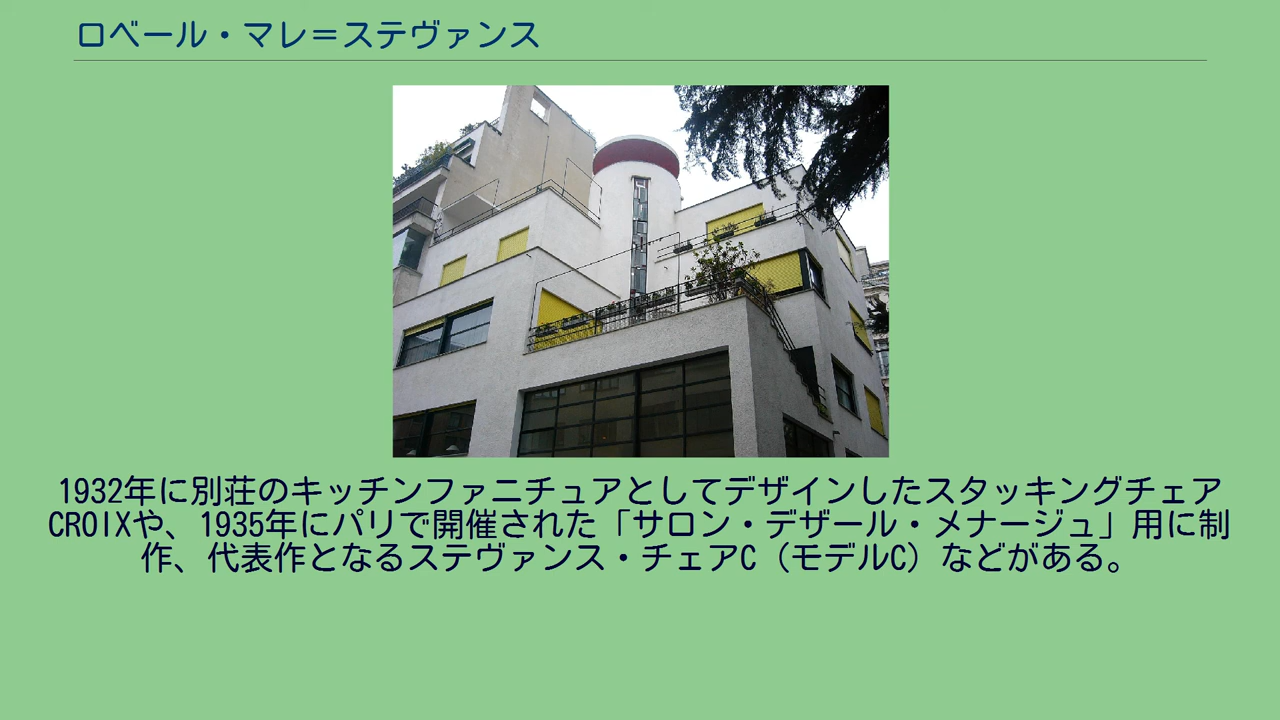 ロベール・マレ＝ステヴァンス
1932年に別荘のキッチンファニチュアとしてデザインしたスタッキングチェア
CROIXや、1935年にパリで開催された「サロン・デザール・メナージュ」用に制
作、代表作となるステヴァンス・チェアC（モデルC）などがある。